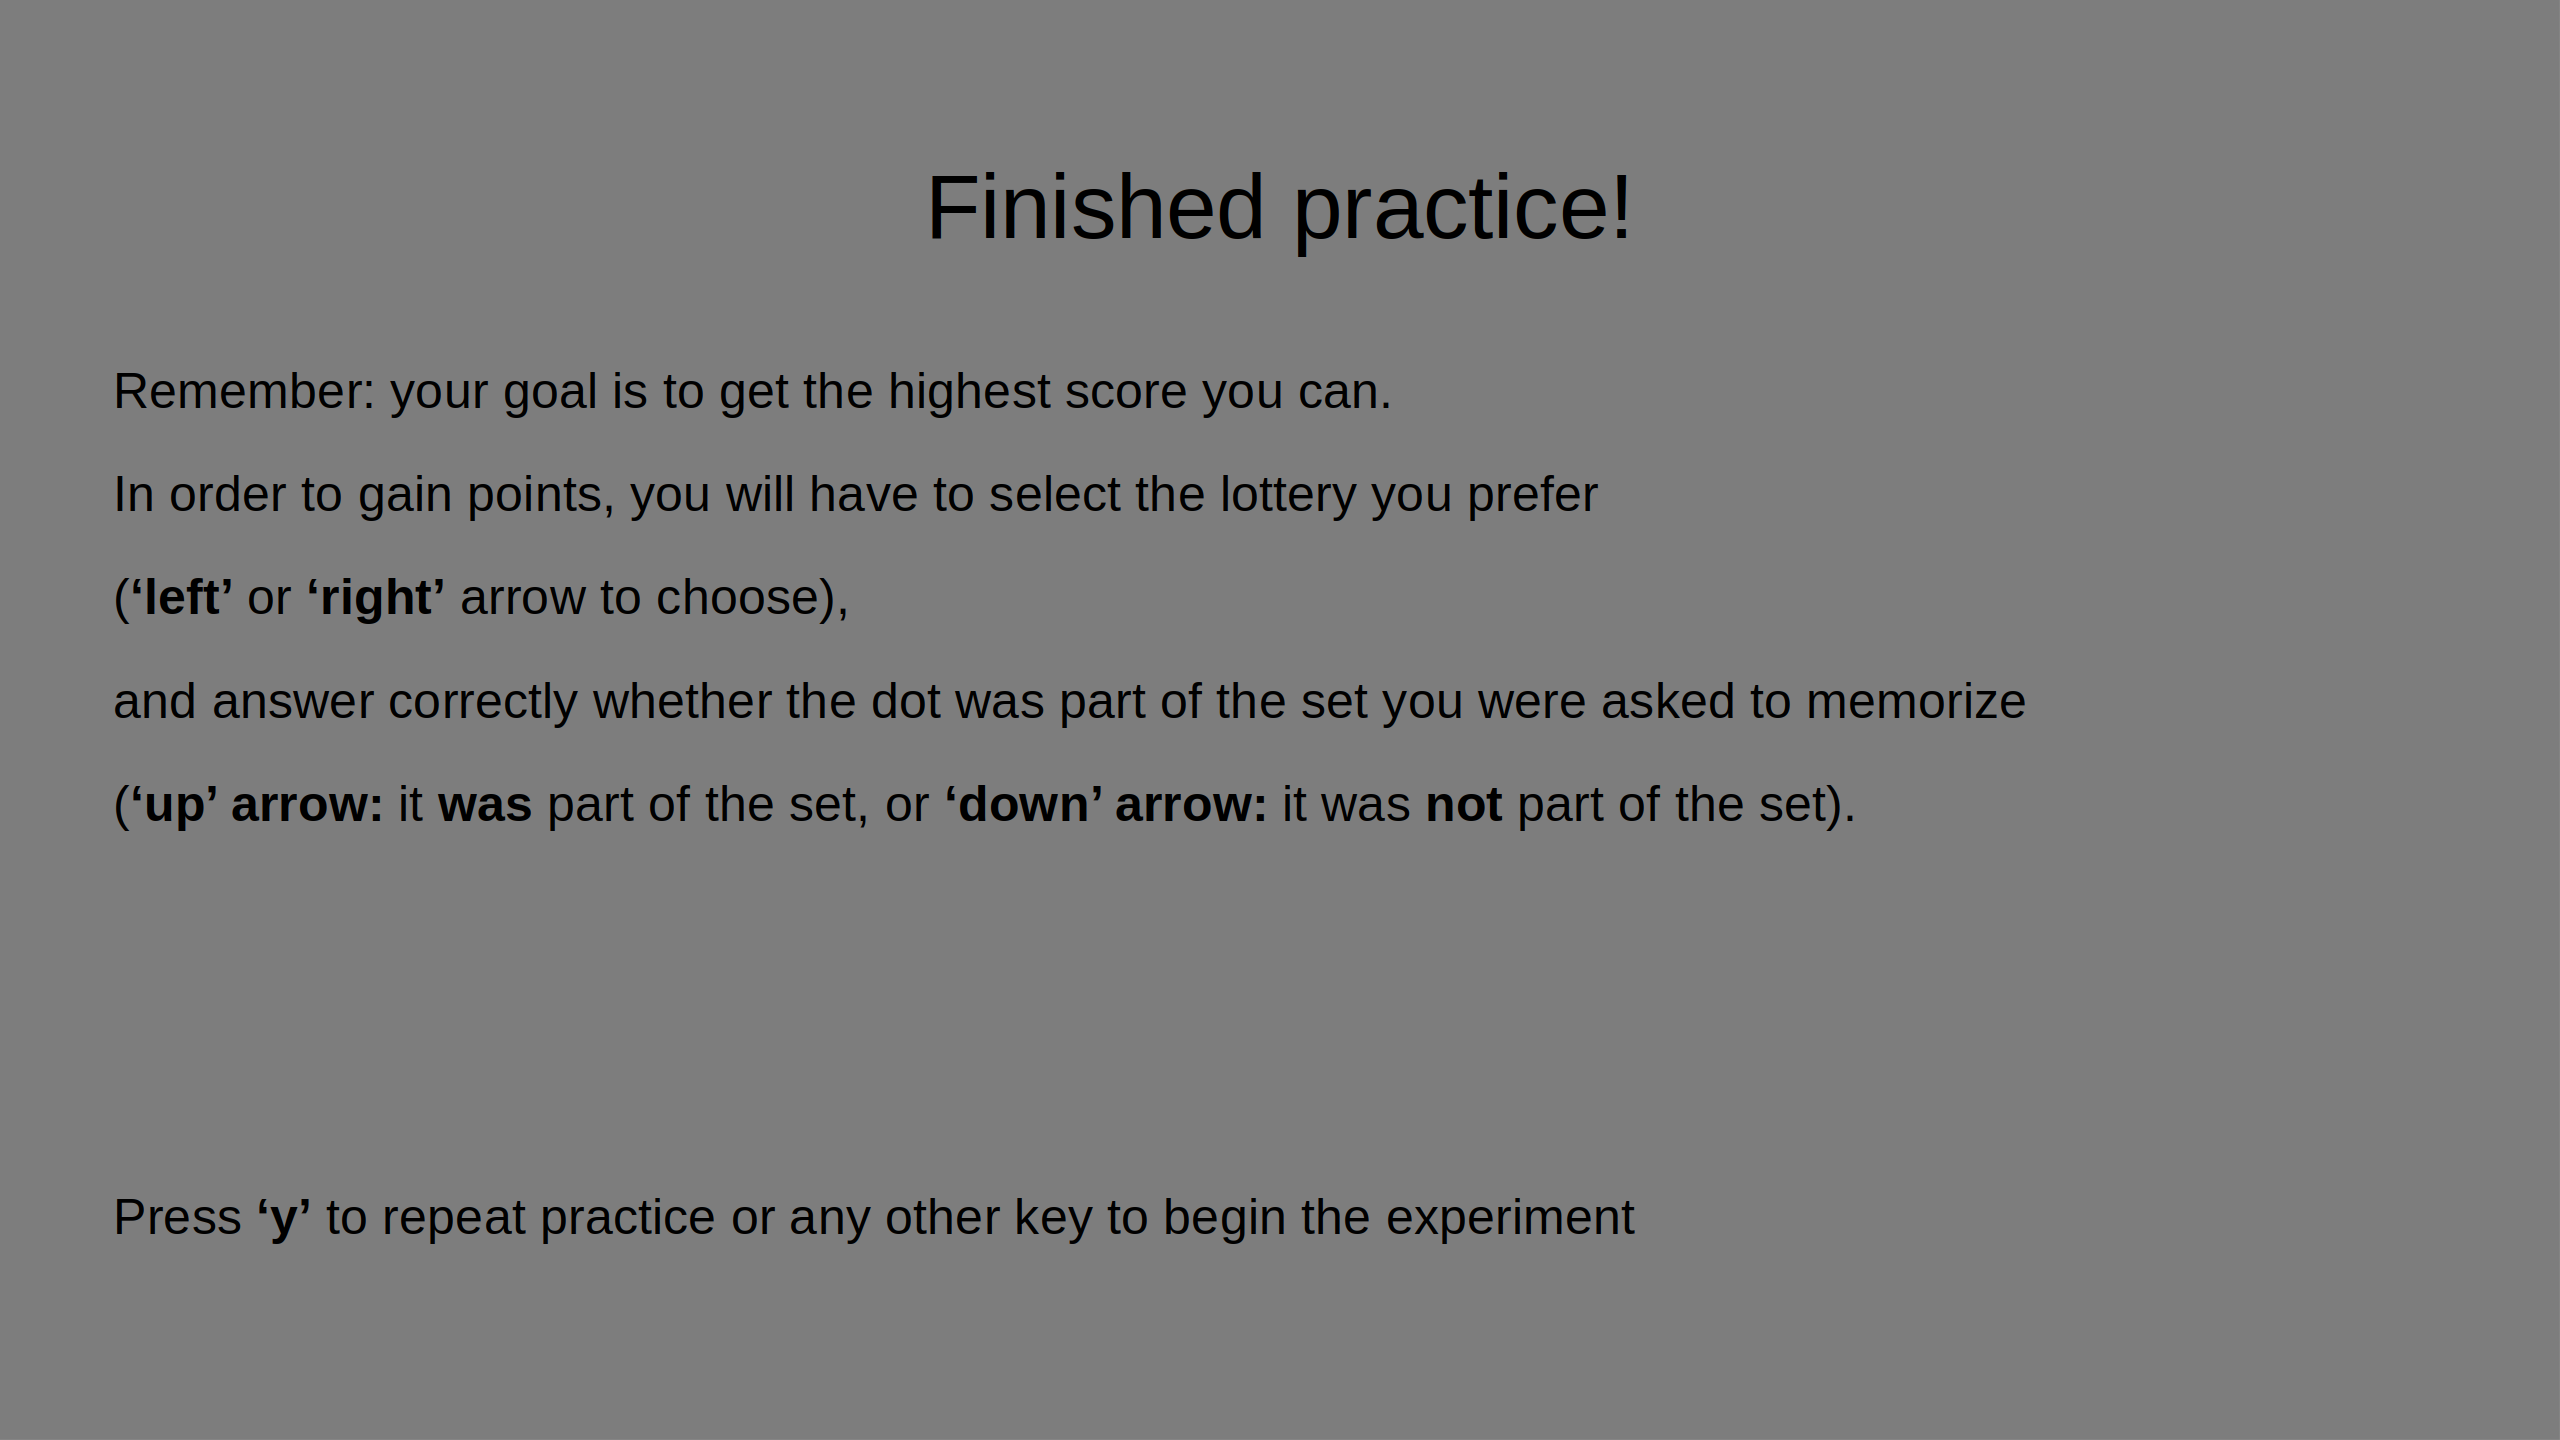 Finished practice!
Remember: your goal is to get the highest score you can.
In order to gain points, you will have to select the lottery you prefer
(‘left’ or ‘right’ arrow to choose),
and answer correctly whether the dot was part of the set you were asked to memorize
(‘up’ arrow: it was part of the set, or ‘down’ arrow: it was not part of the set).
Press ‘y’ to repeat practice or any other key to begin the experiment